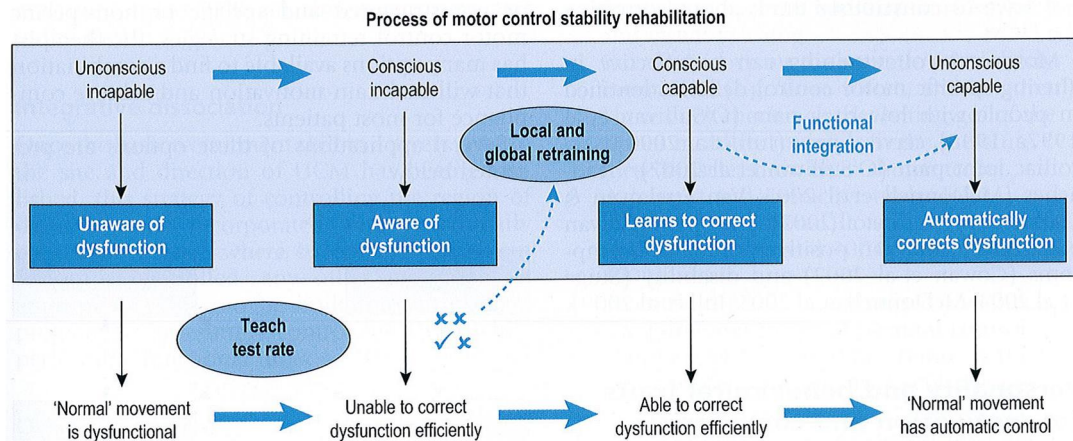 Process of motor control stability rehabilitation
Unconscious
incapable
Conscious
incapable
Conscious
capable
Unconscious
capable
Local and
global retraining
Functional
integration
Unaware of
dysfunction
Aware of
dysfunction
Learns to correct
dysfunction
Automatically
corrects dysfunction
Teach
test rate
✗✗
✓✗
‘Normal’ movement
is dysfunctional
Unable to correct
dysfunction efficiently
Able to correct
dysfunction efficiently
‘Normal’ movement
has automatic control